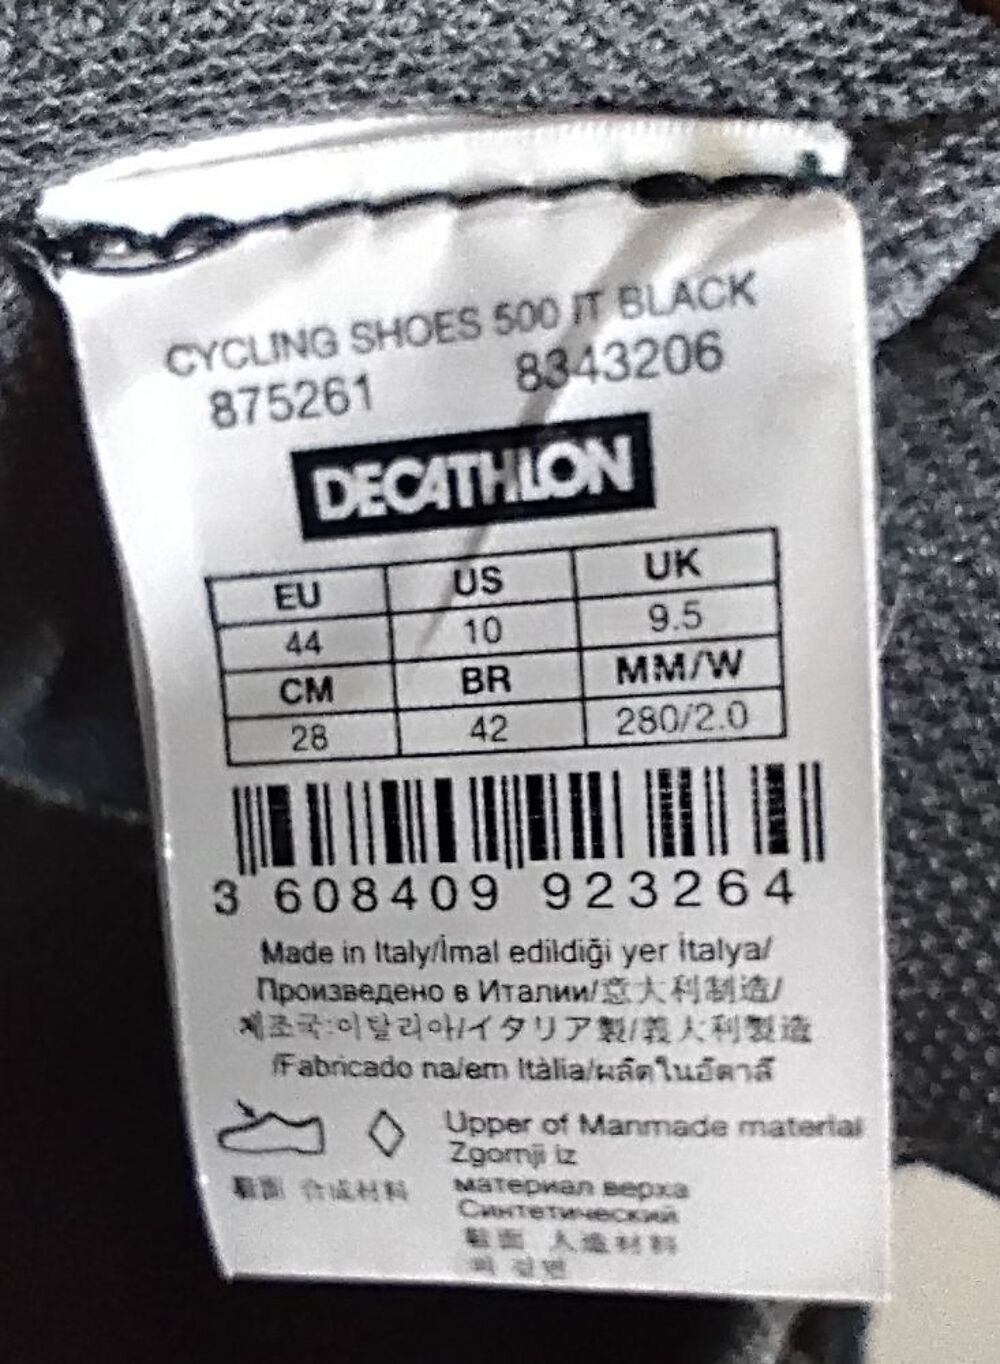 CYCLING SHOES 500 IT BLACK
875261 8343206
DECATHLON
EU US UK
44 10 9.5
CM BR MM/W
28 42 280/2.0
3 608409 923264
Made in Italy/İmal edildiği yer İtalya/
Произведено в Италии/意大利制造/
제조국:이탈리아/イタリア製/義大利製造
/Fabricado na/em Itàlia/ผลิตในอิตาลี
Upper of Manmade material
Zgornji iz
鞋面 合成材料
материал верха
Синтетический
鞋面 人造材料